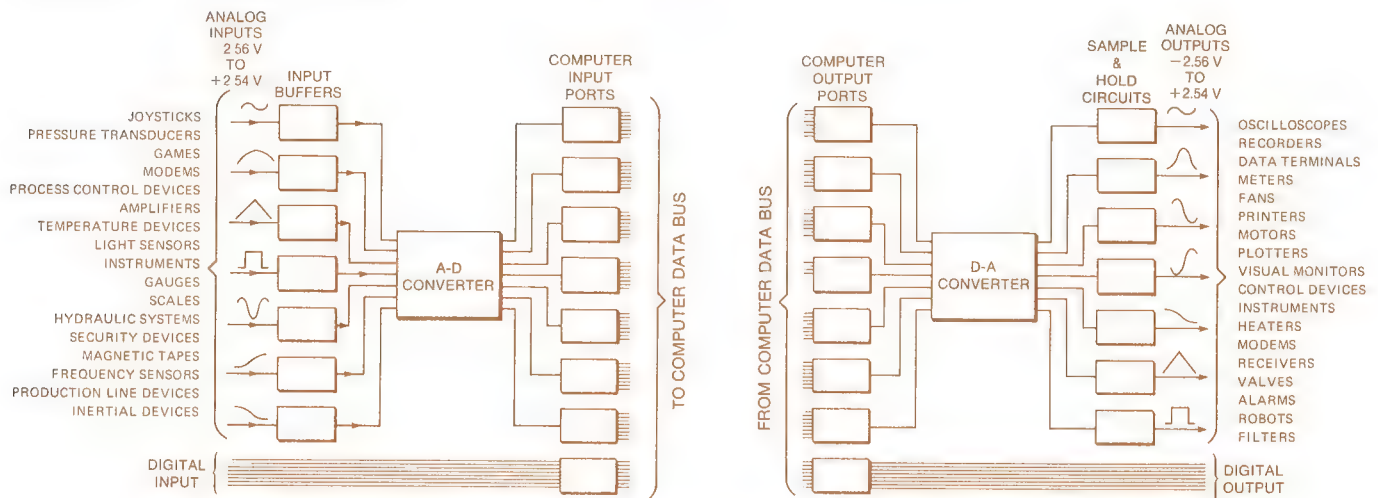 ANALOG
INPUTS
2 56 V
TO
+2 54 V
INPUT
BUFFERS
COMPUTER
INPUT
PORTS
JOYSTICKS
PRESSURE TRANSDUCERS
GAMES
MODEMS
PROCESS CONTROL DEVICES
AMPLIFIERS
TEMPERATURE DEVICES
LIGHT SENSORS
INSTRUMENTS
GAUGES
SCALES
HYDRAULIC SYSTEMS
SECURITY DEVICES
MAGNETIC TAPES
FREQUENCY SENSORS
PRODUCTION LINE DEVICES
INERTIAL DEVICES
A-D
CONVERTER
TO COMPUTER DATA BUS
DIGITAL
INPUT
COMPUTER
OUTPUT
PORTS
SAMPLE
&
HOLD
CIRCUITS
ANALOG
OUTPUTS
−2.56 V
TO
+2.54 V
FROM COMPUTER DATA BUS
D-A
CONVERTER
OSCILLOSCOPES
RECORDERS
DATA TERMINALS
METERS
FANS
PRINTERS
MOTORS
PLOTTERS
VISUAL MONITORS
CONTROL DEVICES
INSTRUMENTS
HEATERS
MODEMS
RECEIVERS
VALVES
ALARMS
ROBOTS
FILTERS
DIGITAL
OUTPUT